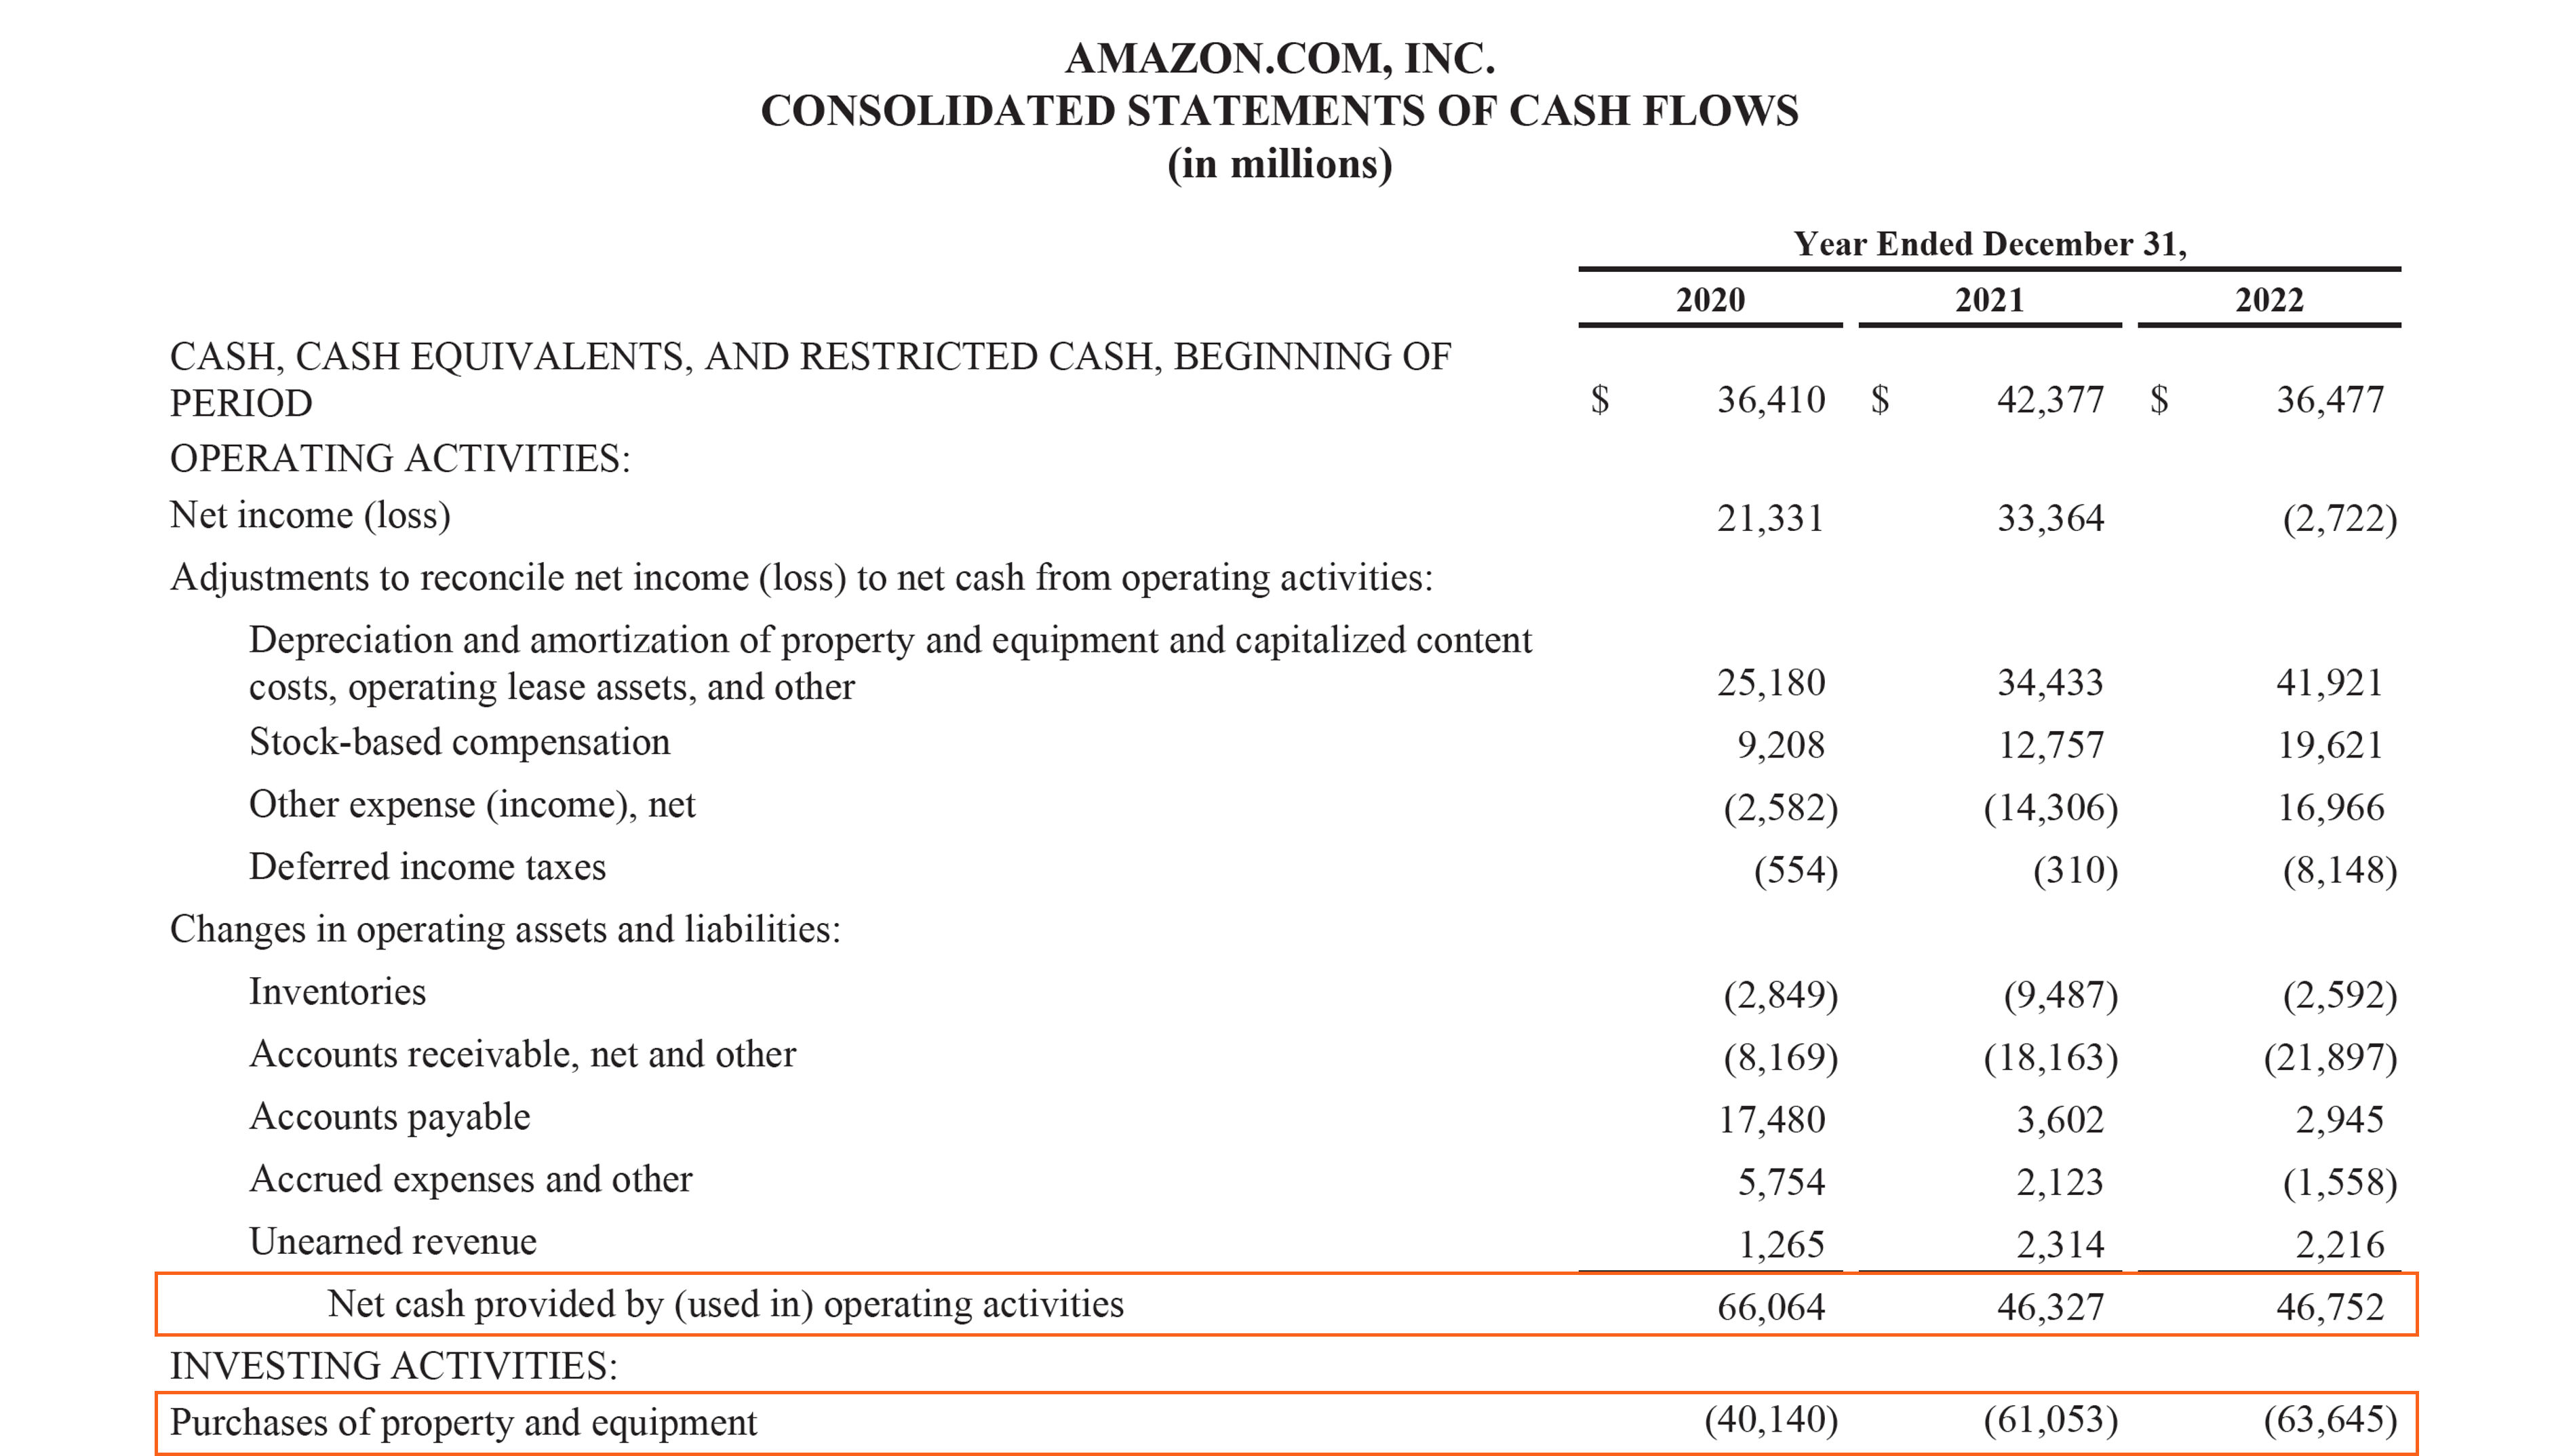 AMAZON.COM, INC.
CONSOLIDATED STATEMENTS OF CASH FLOWS
(in millions)
Year Ended December 31,
2020 2021 2022
CASH, CASH EQUIVALENTS, AND RESTRICTED CASH, BEGINNING OF
PERIOD $ 36,410 $ 42,377 $ 36,477
OPERATING ACTIVITIES:
Net income (loss) 21,331 33,364 (2,722)
Adjustments to reconcile net income (loss) to net cash from operating activities:
Depreciation and amortization of property and equipment and capitalized content
costs, operating lease assets, and other 25,180 34,433 41,921
Stock-based compensation 9,208 12,757 19,621
Other expense (income), net (2,582) (14,306) 16,966
Deferred income taxes (554) (310) (8,148)
Changes in operating assets and liabilities:
Inventories (2,849) (9,487) (2,592)
Accounts receivable, net and other (8,169) (18,163) (21,897)
Accounts payable 17,480 3,602 2,945
Accrued expenses and other 5,754 2,123 (1,558)
Unearned revenue 1,265 2,314 2,216
Net cash provided by (used in) operating activities 66,064 46,327 46,752
INVESTING ACTIVITIES:
Purchases of property and equipment (40,140) (61,053) (63,645)